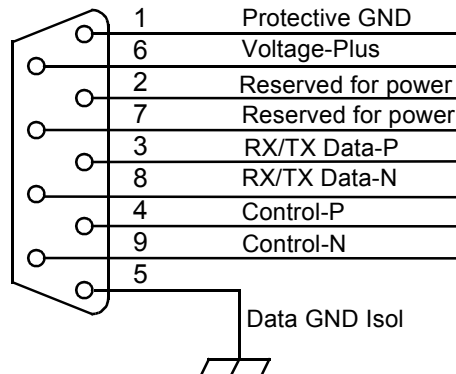 1 Protective GND
6 Voltage-Plus
2 Reserved for power
7 Reserved for power
3 RX/TX Data-P
8 RX/TX Data-N
4 Control-P
9 Control-N
5
Data GND Isol